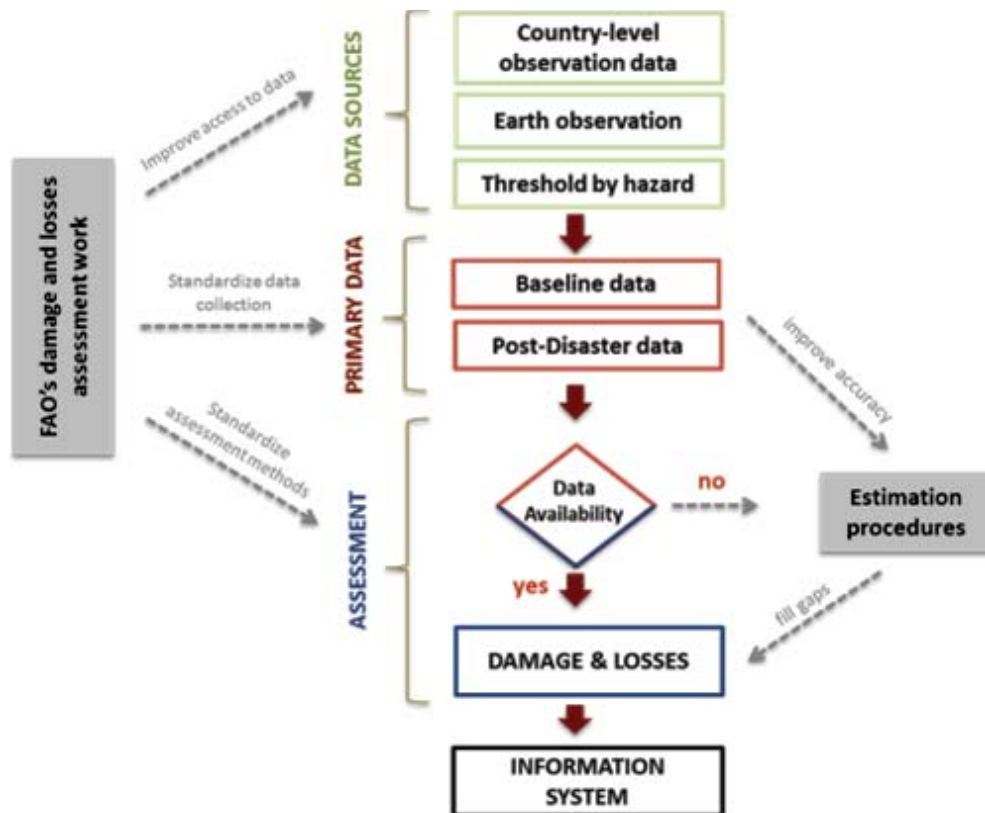 Country-level
observation data
Earth observation
Threshold by hazard
DATA SOURCES
Improve access to data
FAO's damage and losses
assessment work
Standardize data
collection
PRIMARY DATA
Baseline data
Post-Disaster data
Improve accuracy
Standardize
assessment methods
ASSESSMENT
Data
Availability
no
Estimation
procedures
yes
fill gaps
DAMAGE & LOSSES
INFORMATION
SYSTEM